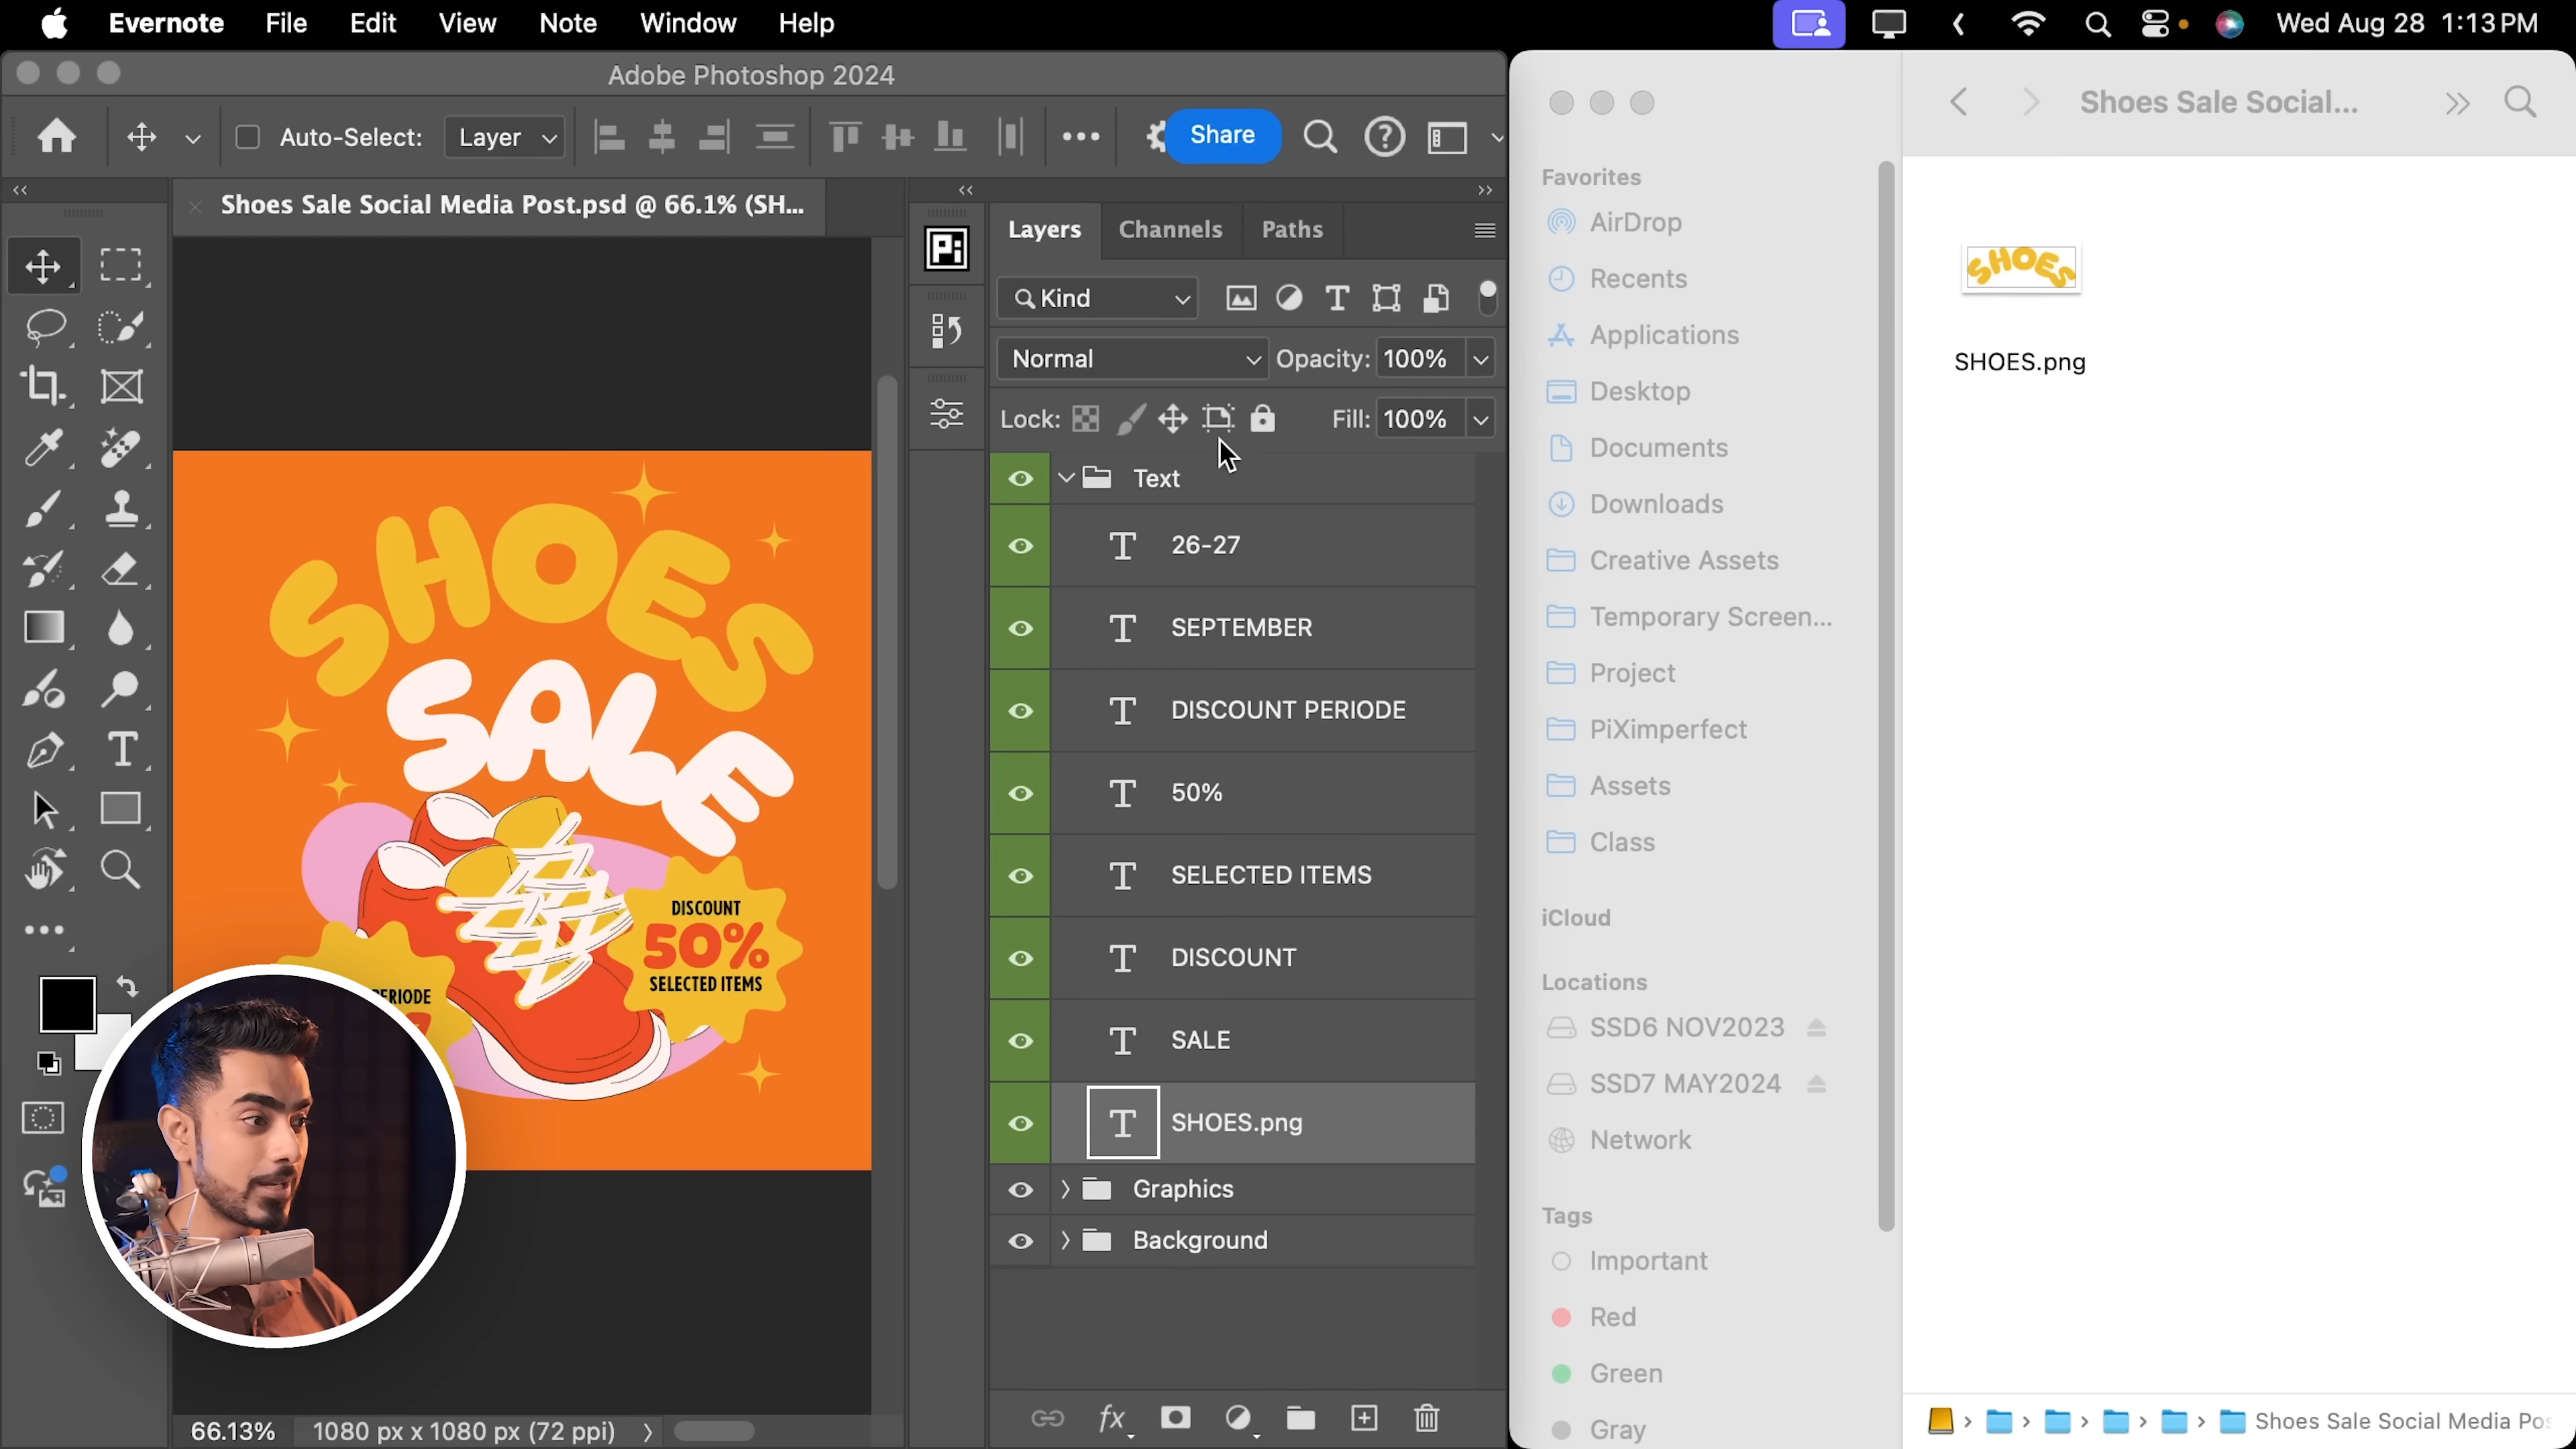 Evernote File Edit View Note Window Help Wed Aug 28 1:13 PM
Adobe Photoshop 2024
Auto-Select: Layer Share
Shoes Sale Social Media Post.psd @ 66.1% (SH...
SHOES
SALE
DISCOUNT
50%
SELECTED ITEMS
66.13% 1080 px x 1080 px (72 ppi)
Pi
Layers Channels Paths
Kind
Normal Opacity: 100%
Lock: Fill: 100%
Text
T 26-27
T SEPTEMBER
T DISCOUNT PERIODE
T 50%
T SELECTED ITEMS
T DISCOUNT
T SALE
T SHOES.png
Graphics
Background
fx
Shoes Sale Social...
Favorites
AirDrop
Recents
Applications
Desktop
Documents
Downloads
Creative Assets
Temporary Screen...
Project
PiXimperfect
Assets
Class
iCloud
Locations
SSD6 NOV2023
SSD7 MAY2024
Network
Tags
Important
Red
Green
Gray
SHOES
SHOES.png
Shoes Sale Social Media